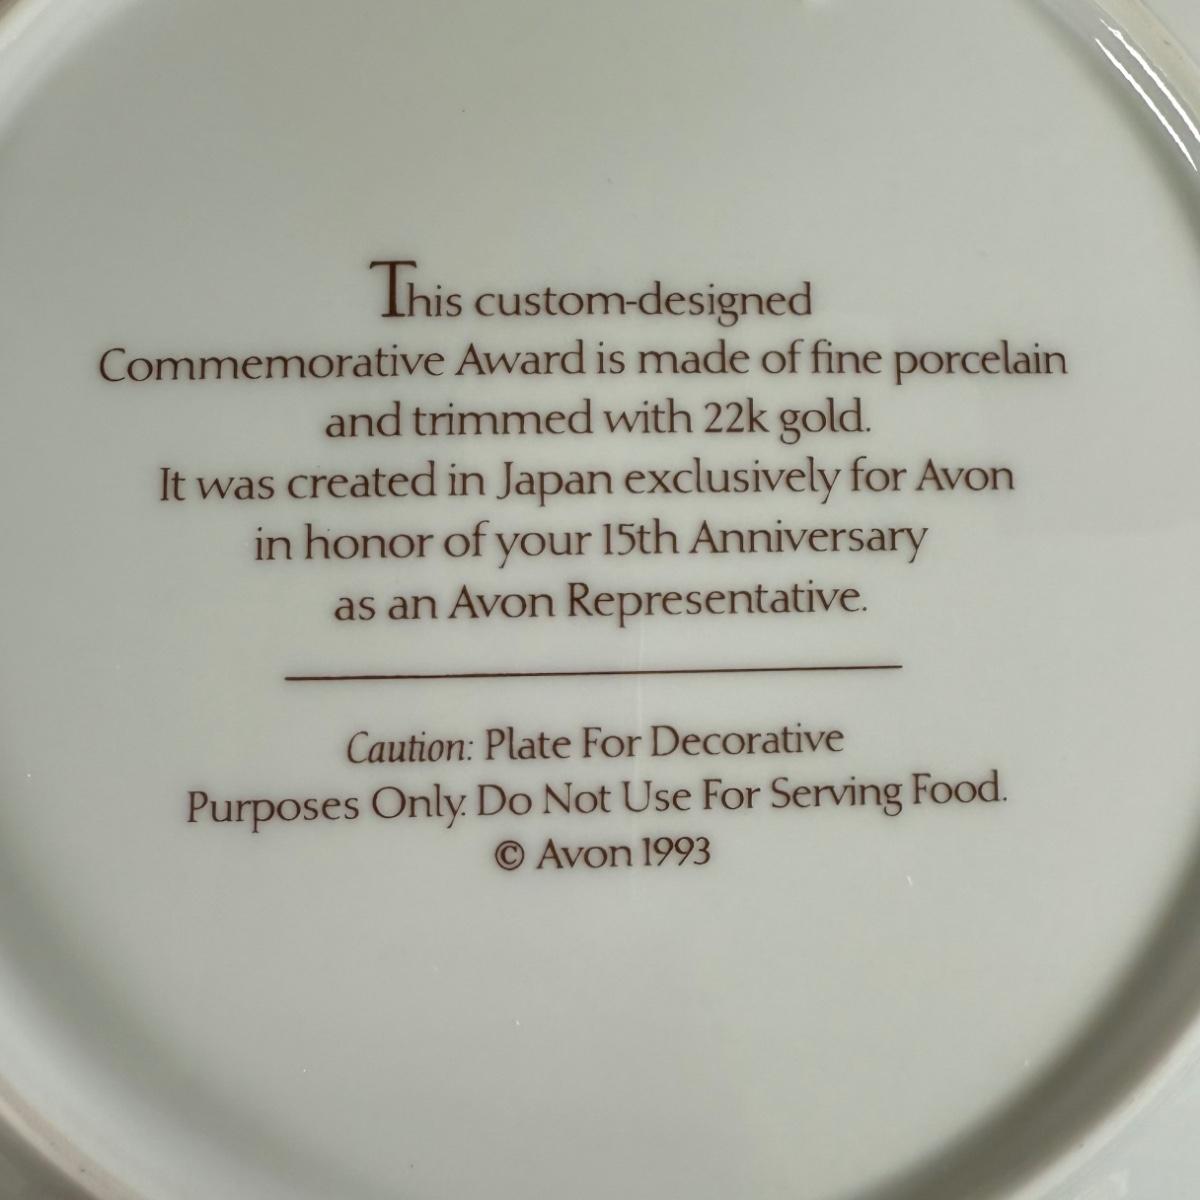 This custom-designed
Commemorative Award is made of fine porcelain
and trimmed with 22k gold.
It was created in Japan exclusively for Avon
in honor of your 15th Anniversary
as an Avon Representative.
Caution: Plate For Decorative
Purposes Only. Do Not Use For Serving Food.
© Avon 1993